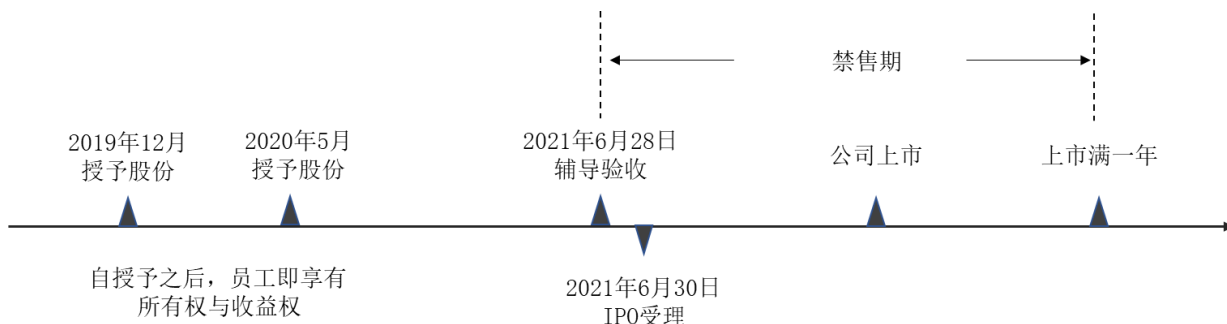 禁售期
2019年12月
授予股份
2020年5月
授予股份
2021年6月28日
辅导验收
公司上市
上市满一年
自授予之后，员工即享有
所有权与收益权
2021年6月30日
IPO受理